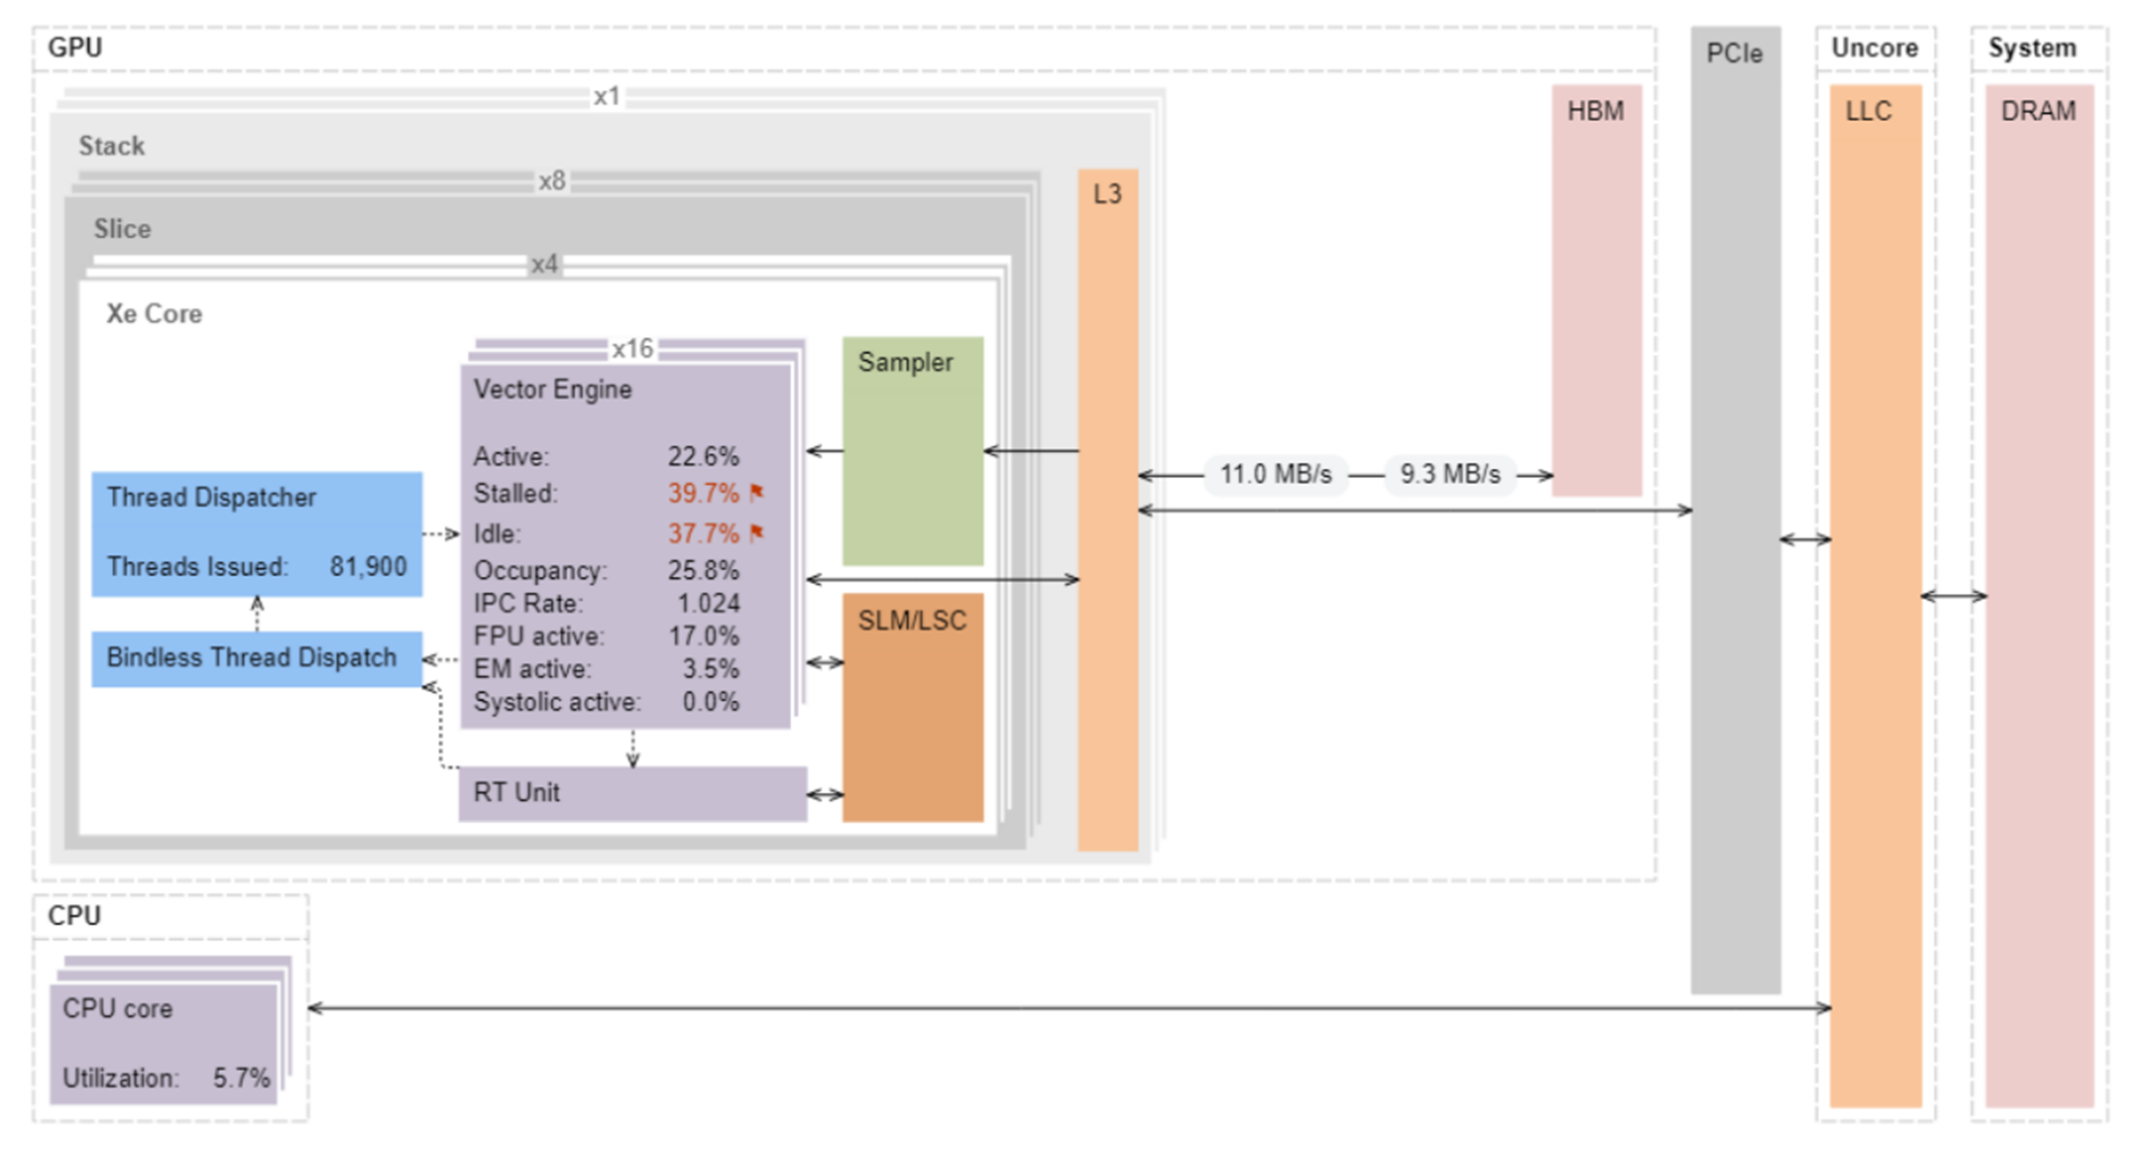 GPU
x1
Stack
x8
Slice
x4
Xe Core
x16
Vector Engine
Active: 22.6%
Stalled: 39.7%
Idle: 37.7%
Occupancy: 25.8%
IPC Rate: 1.024
FPU active: 17.0%
EM active: 3.5%
Systolic active: 0.0%
Thread Dispatcher
Threads Issued: 81,900
Bindless Thread Dispatch
RT Unit
Sampler
SLM/LSC
L3
11.0 MB/s 9.3 MB/s
HBM
PCIe
Uncore
LLC
System
DRAM
CPU
CPU core
Utilization: 5.7%